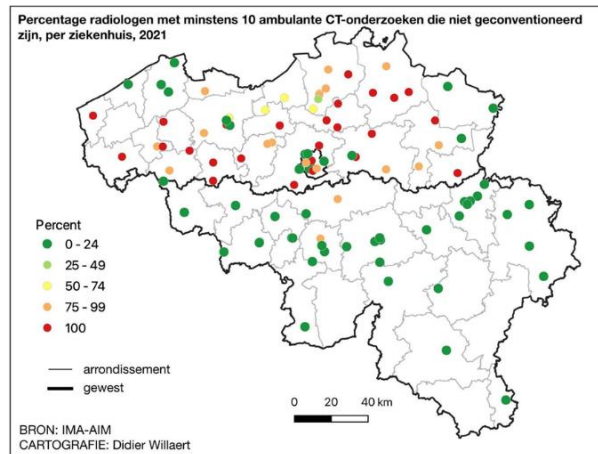 Percentage radiologen met minstens 10 ambulante CT-onderzoeken die niet geconventioneerd
zijn, per ziekenhuis, 2021
Percent
0 - 24
25 - 49
50 - 74
75 - 99
100
arrondissement
gewest
0 20 40 km
BRON: IMA-AIM
CARTOGRAFIE: Didier Willaert